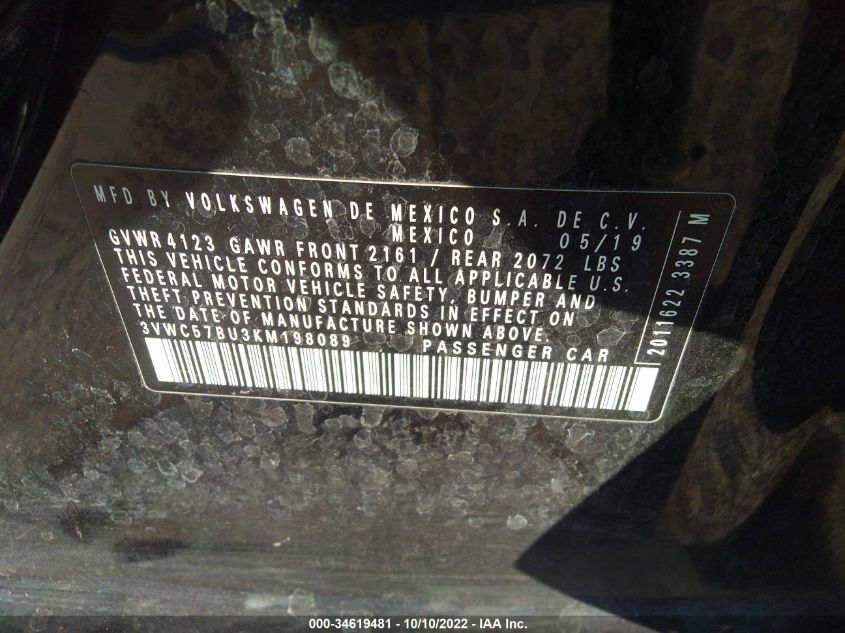 MFD BY VOLKSWAGEN DE MEXICO S.A. DE C.V.
MEXICO 05/19
GVWR 4123 GAWR FRONT 2161 / REAR 2072 LBS
THIS VEHICLE CONFORMS TO ALL APPLICABLE U.S.
FEDERAL MOTOR VEHICLE SAFETY, BUMPER AND
THEFT PREVENTION STANDARDS IN EFFECT ON
THE DATE OF MANUFACTURE SHOWN ABOVE.
3VWC57BU3KM198089 PASSENGER CAR
2011622 3387 M
000-34619481 - 10/10/2022 - IAA Inc.